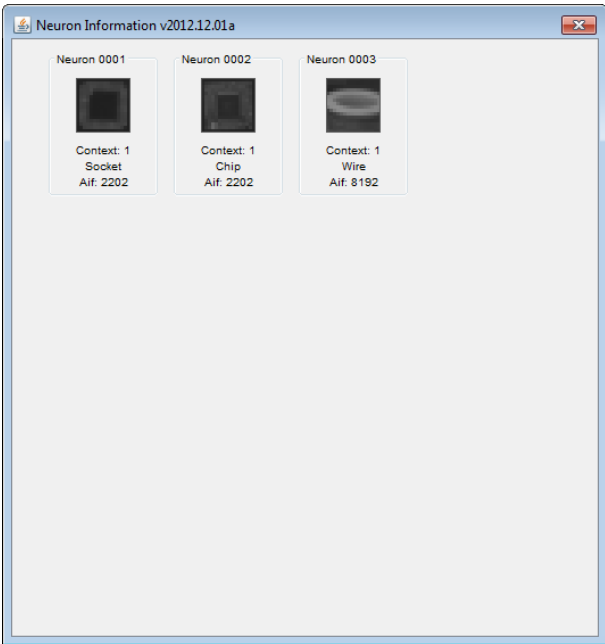 Neuron Information v2012.12.01a
Neuron 0001
Context: 1
Socket
Aif: 2202
Neuron 0002
Context: 1
Chip
Aif: 2202
Neuron 0003
Context: 1
Wire
Aif: 8192